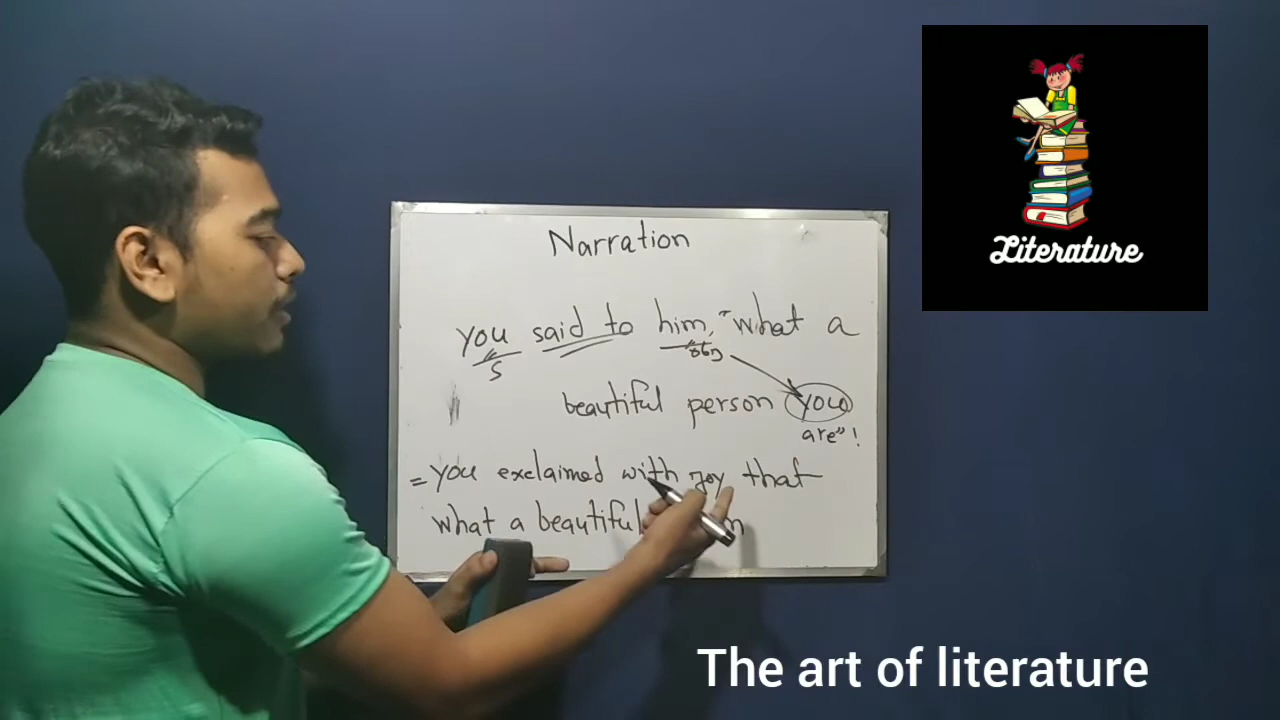 Literature
Narration
you said to him, "what a
S
beautiful person you
are"!
= you exclaimed with joy that
what a beautiful
The art of literature